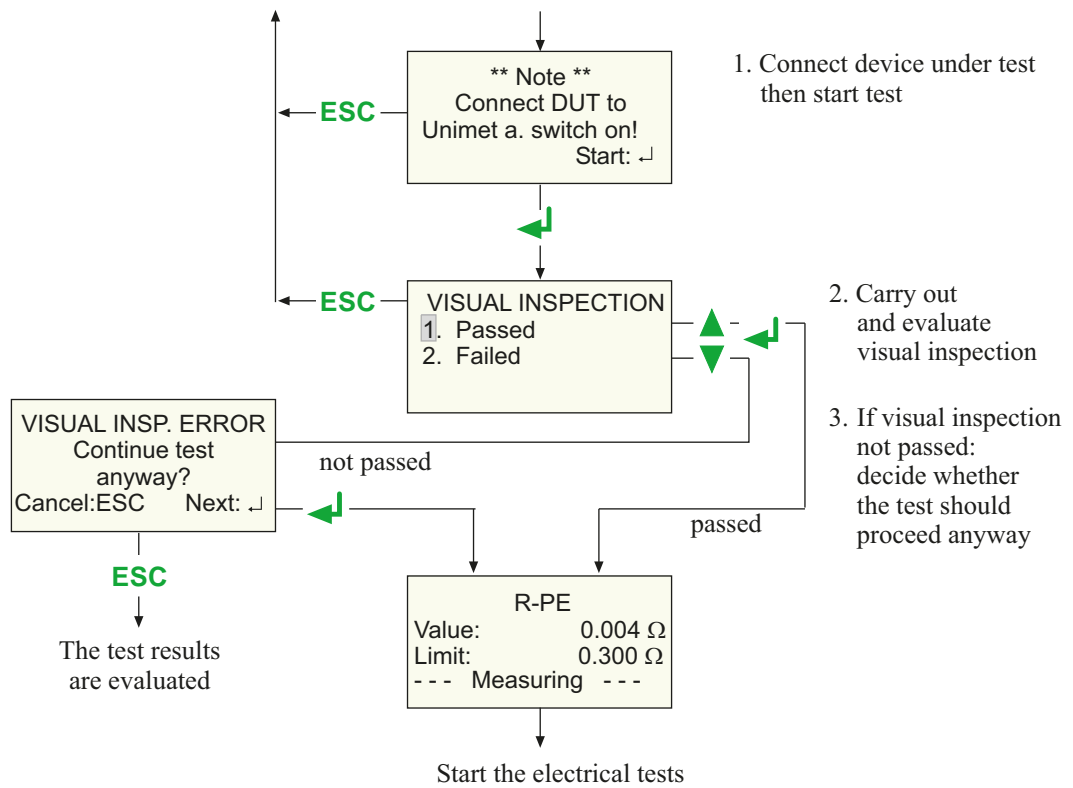 ** Note **
Connect DUT to
Unimet a. switch on!
Start: ↵
1. Connect device under test
then start test
ESC
ESC
VISUAL INSPECTION
1. Passed
2. Failed
2. Carry out
and evaluate
visual inspection
VISUAL INSP. ERROR
Continue test
anyway?
Cancel:ESC Next: ↵
not passed
3. If visual inspection
not passed:
decide whether
the test should
proceed anyway
passed
ESC
The test results
are evaluated
R-PE
Value: 0.004 Ω
Limit: 0.300 Ω
- - - Measuring - - -
Start the electrical tests